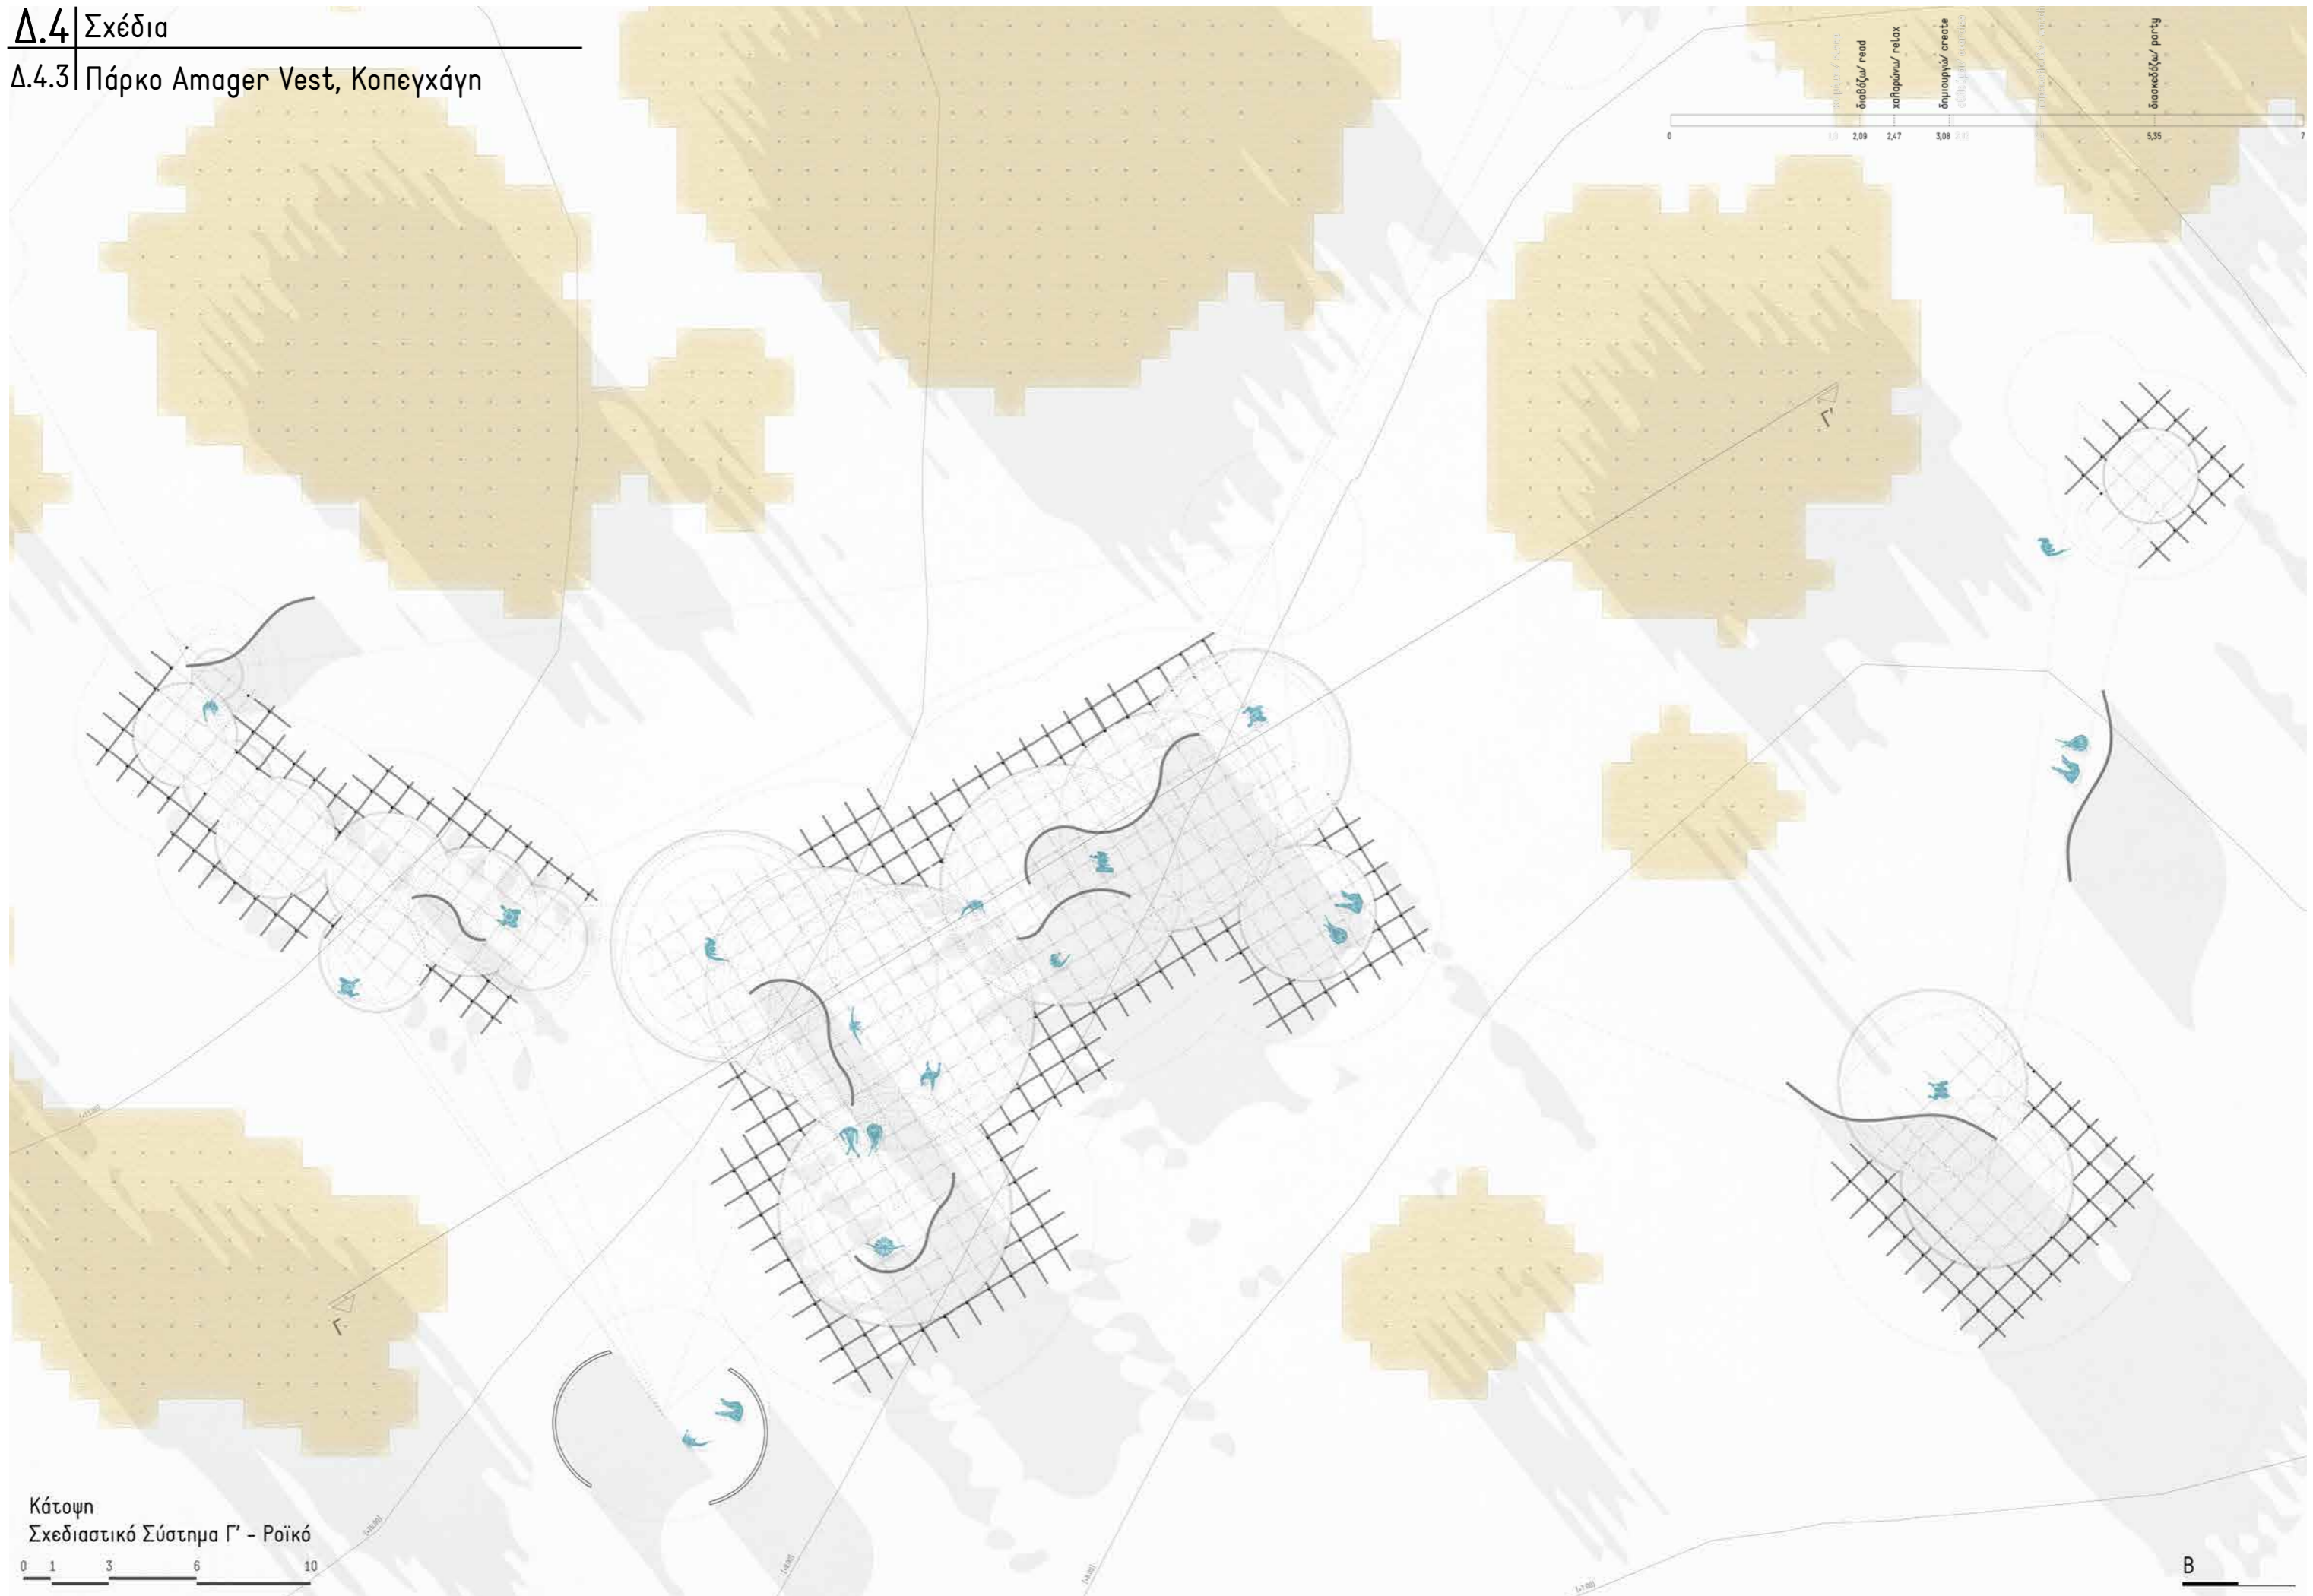 Δ.4 Σχέδια
Δ.4.3 Πάρκο Amager Vest, Κοπεγχάγη
διαβάζω/ read
χαλαρώνω/ relax
δημιουργώ/ create
διασκεδάζω/ party
0 2,09 2,47 3,08 5,35 7
Γ'
Γ
Κάτοψη
Σχεδιαστικό Σύστημα Γ' - Ροϊκό
0 1 3 6 10
Β